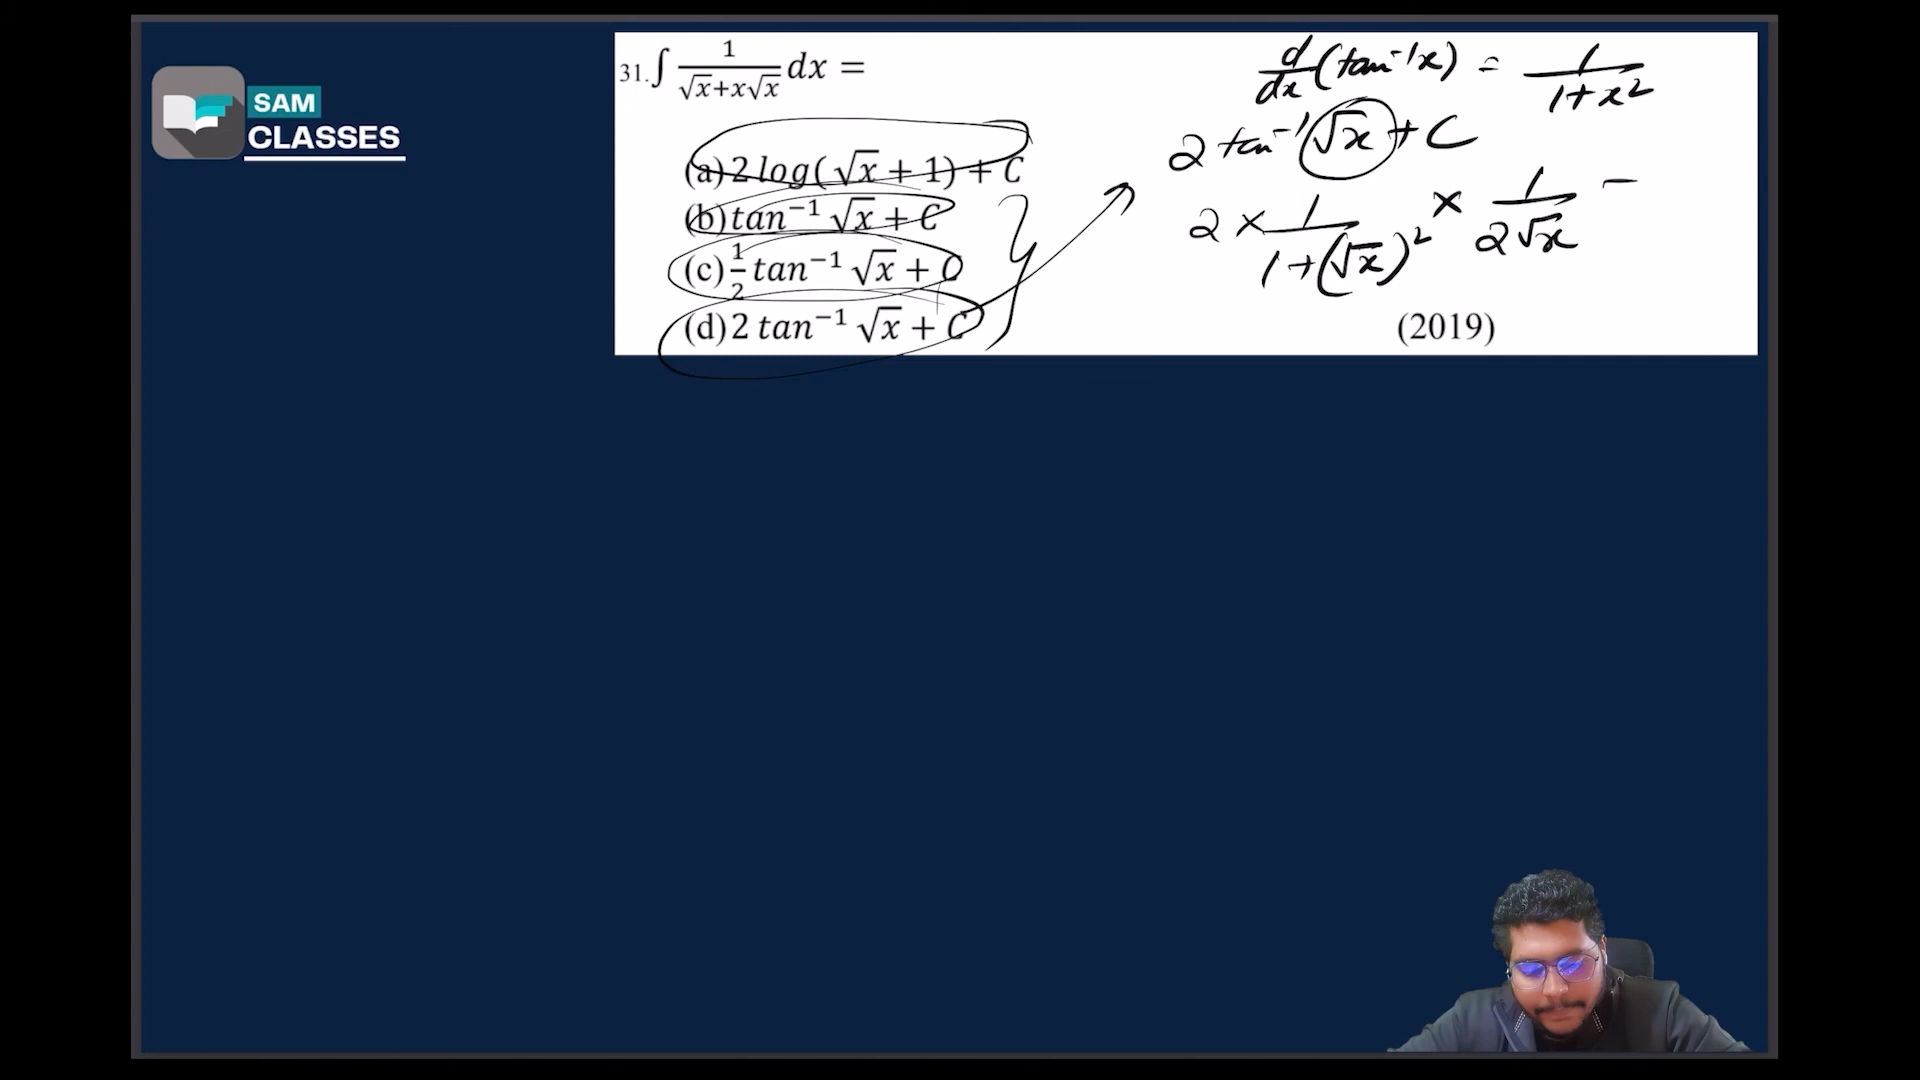 SAM
CLASSES
31. ∫ 1/(√x+x√x) dx =
(a) 2 log(√x + 1) + C
(b) tan⁻¹ √x + C
(c) 1/2 tan⁻¹ √x + C
(d) 2 tan⁻¹ √x + C
d/dx (tan⁻¹x) = 1/(1+x²)
2 tan⁻¹ √x + C
2 × 1/(1+(√x)²) × 1/(2√x) -
(2019)